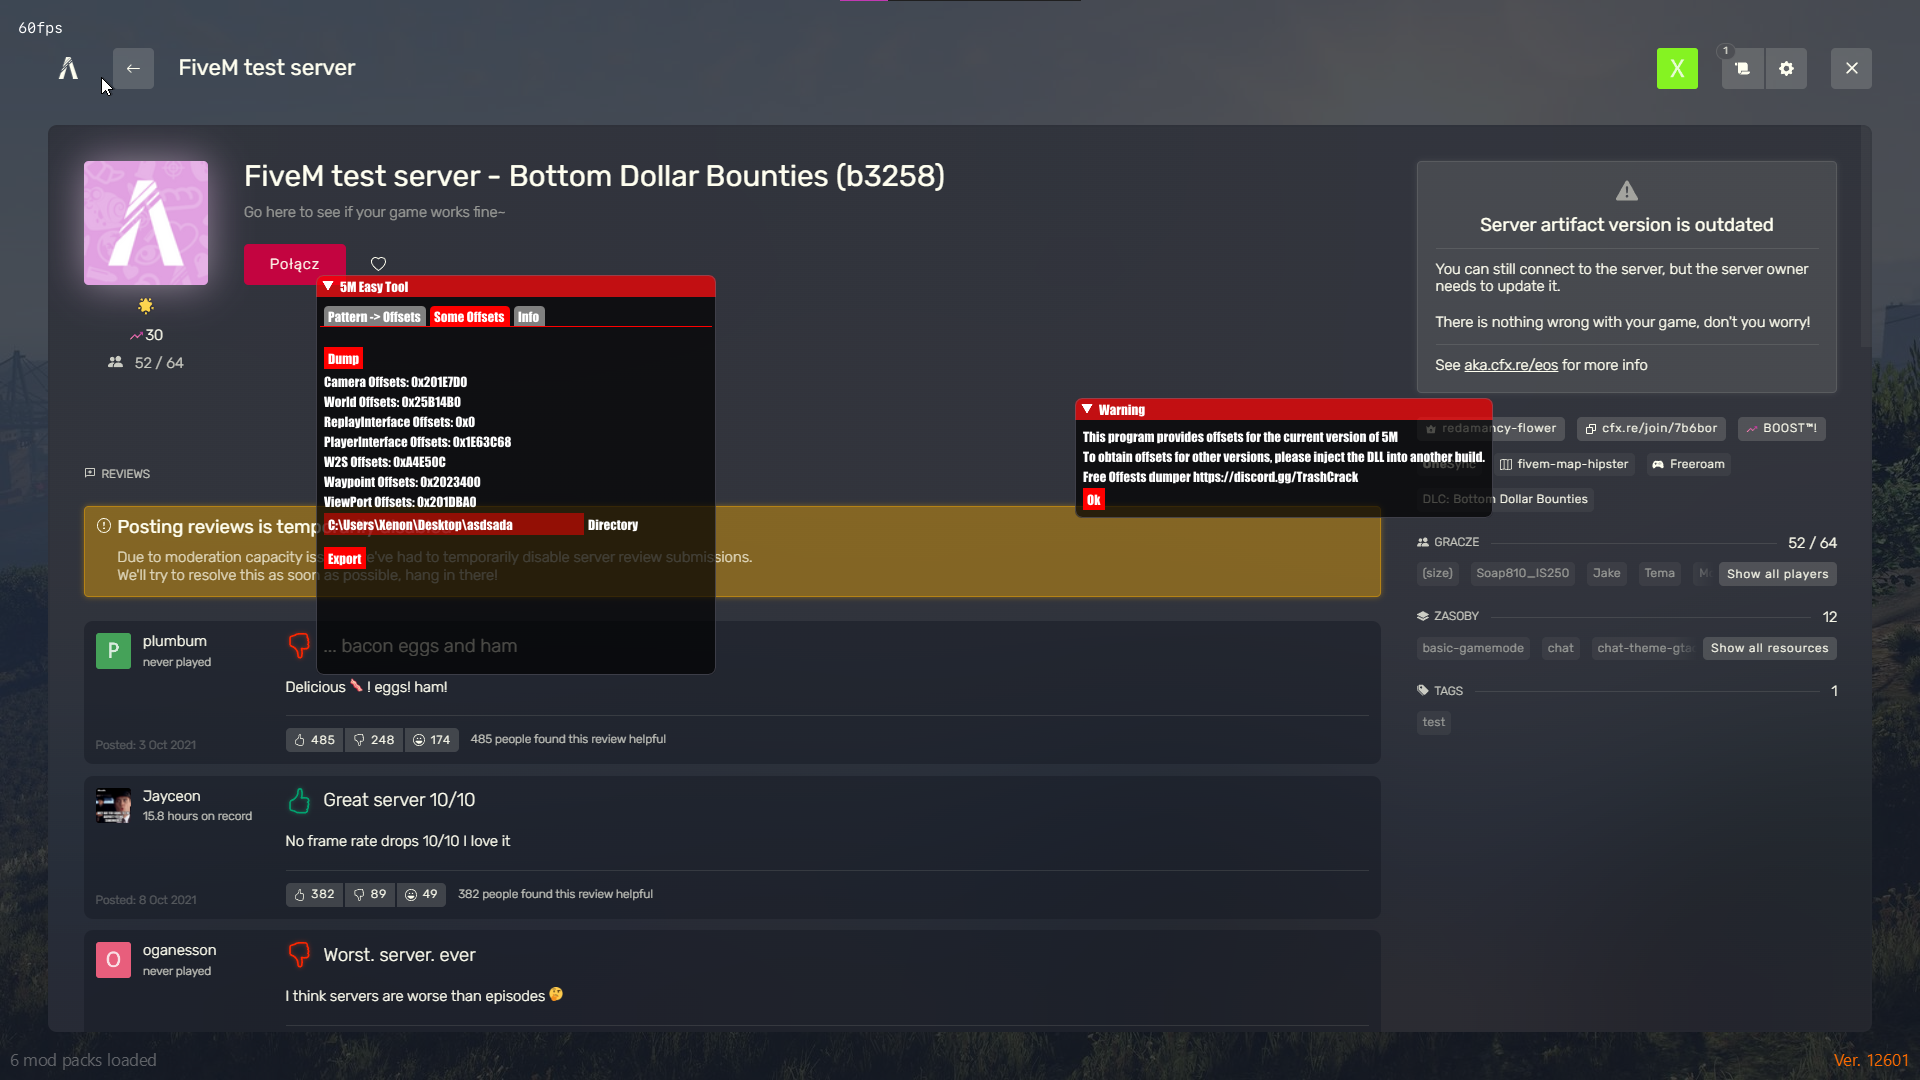 60fps
FiveM test server
X
1
FiveM test server - Bottom Dollar Bounties (b3258)
Go here to see if your game works fine~
Połącz
30
52 / 64
5M Easy Tool
Pattern -> Offsets Some Offsets Info
Dump
Camera Offsets: 0x201E7D0
World Offsets: 0x25B14B0
ReplayInterface Offsets: 0x0
PlayerInterface Offsets: 0x1E63C68
W2S Offsets: 0xA4E50C
Waypoint Offsets: 0x2023400
ViewPort Offsets: 0x201DBA0
C:\Users\Xenon\Desktop\asdsada Directory
Export
Warning
This program provides offsets for the current version of 5M
To obtain offsets for other versions, please inject the DLL into another build.
Free Offests dumper https://discord.gg/TrashCrack
Ok
Server artifact version is outdated
You can still connect to the server, but the server owner
needs to update it.
There is nothing wrong with your game, don't you worry!
See aka.cfx.re/eos for more info
redamancy-flower cfx.re/join/7b6bor BOOST™!
OneSync fivem-map-hipster Freeroam
DLC: Bottom Dollar Bounties
GRACZE 52 / 64
(size) Soap810_IS250 Jake Tema Show all players
ZASOBY 12
basic-gamemode chat chat-theme-gta Show all resources
TAGS 1
test
REVIEWS
Posting reviews is temp
Due to moderation capacity is e've had to temporarily disable server review submissions.
We'll try to resolve this as soon as possible, hang in there!
P
plumbum
never played
... bacon eggs and ham
Delicious 🥓 ! eggs! ham!
Posted: 3 Oct 2021
485 248 174 485 people found this review helpful
Jayceon
15.8 hours on record
Great server 10/10
No frame rate drops 10/10 I love it
Posted: 8 Oct 2021
382 89 49 382 people found this review helpful
O
oganesson
never played
Worst. server. ever
I think servers are worse than episodes 🤔
6 mod packs loaded
Ver. 12601